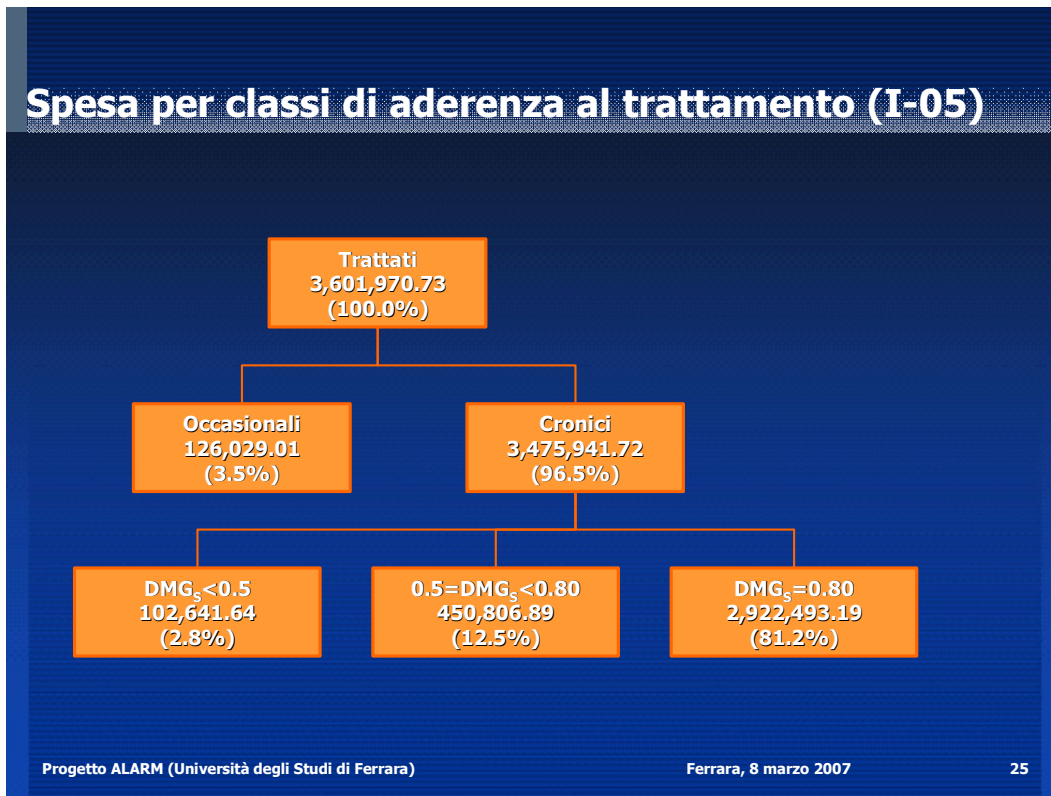 Spesa per classi di aderenza al trattamento (I-05)
Trattati
3,601,970.73
(100.0%)
Occasionali
126,029.01
(3.5%)
Cronici
3,475,941.72
(96.5%)
DMGS<0.5
102,641.64
(2.8%)
0.5=DMGS<0.80
450,806.89
(12.5%)
DMGS=0.80
2,922,493.19
(81.2%)
Progetto ALARM (Università degli Studi di Ferrara)
Ferrara, 8 marzo 2007
25